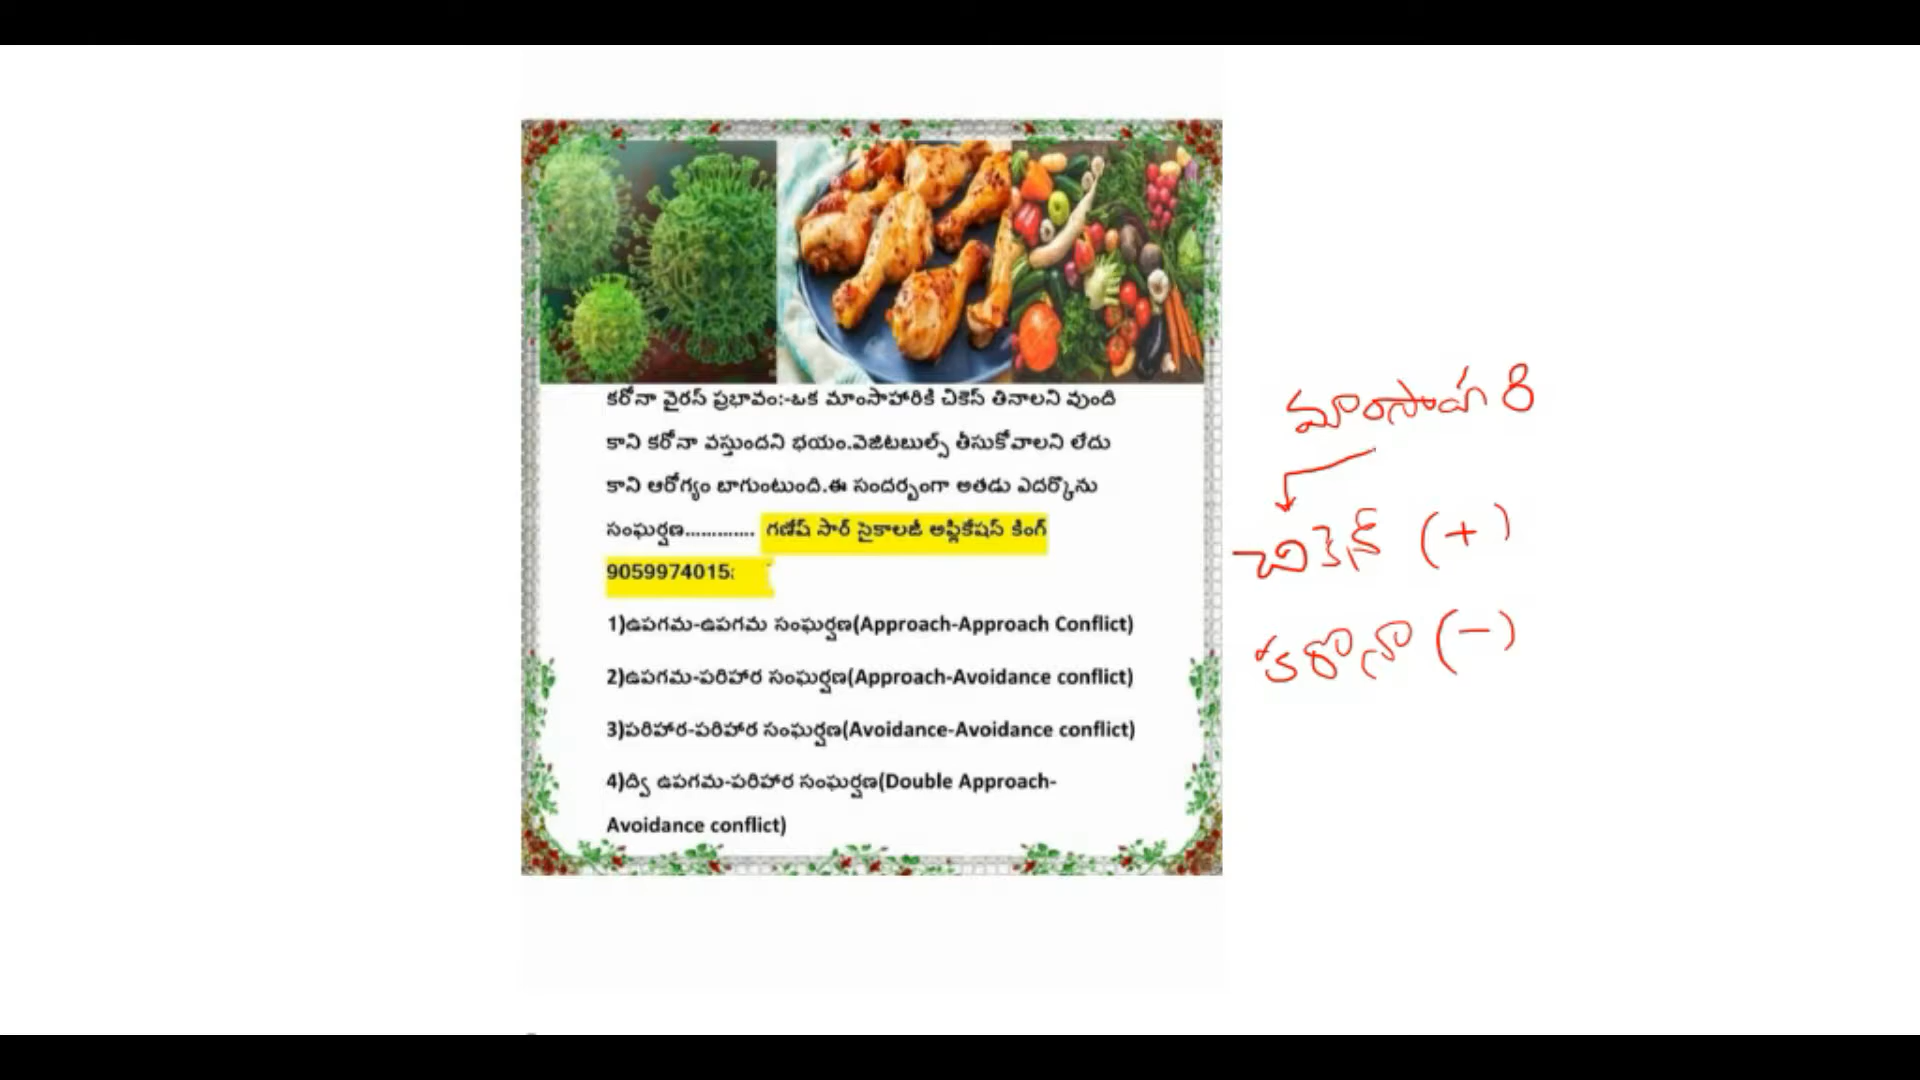 కరోనా వైరస్ ప్రభావం:-ఒక మాంసాహారికి చికెన్ తినాలని వుంది
కాని కరోనా వస్తుందని భయం.వెజిటబుల్స్ తీసుకోవాలని లేదు
కాని ఆరోగ్యం బాగుంటుంది.ఈ సందర్భంగా అతడు ఎదర్కొను
సంఘర్షణ............. గణేష్ సార్ సైకాలజీ అప్లికేషన్ కింగ్
9059974015:
1)ఉపగమ-ఉపగమ సంఘర్షణ(Approach-Approach Conflict)
2)ఉపగమ-పరిహార సంఘర్షణ(Approach-Avoidance conflict)
3)పరిహార-పరిహార సంఘర్షణ(Avoidance-Avoidance conflict)
4)ద్వి ఉపగమ-పరిహార సంఘర్షణ(Double Approach-
Avoidance conflict)
మాంసాహరి
చికెన్ (+)
కరోనా (-)